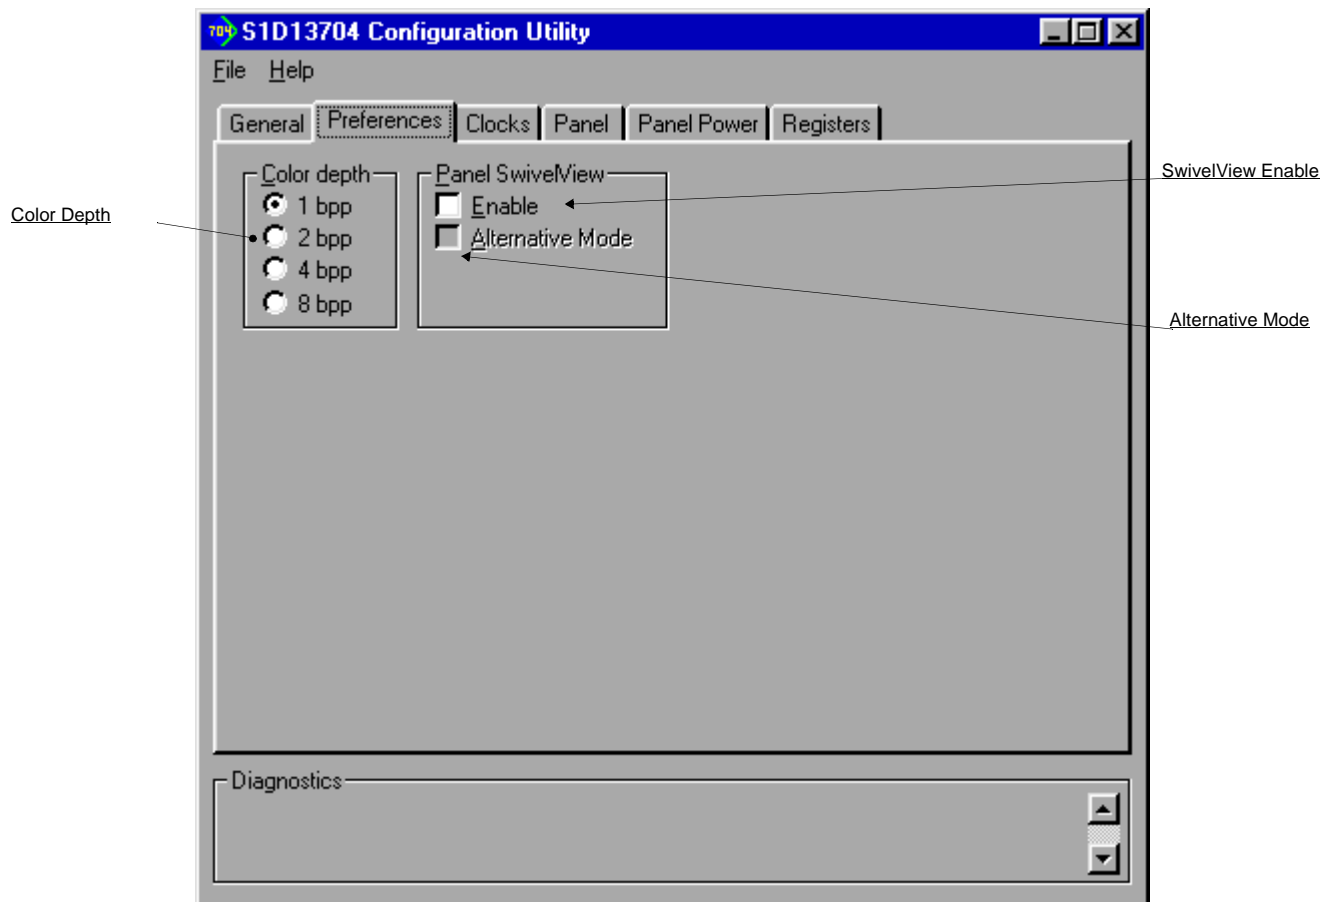 704 S1D13704 Configuration Utility
File Help
General Preferences Clocks Panel Panel Power Registers
Color depth
1 bpp
2 bpp
4 bpp
8 bpp
Panel SwivelView
Enable
Alternative Mode
SwivelView Enable
Color Depth
Alternative Mode
Diagnostics